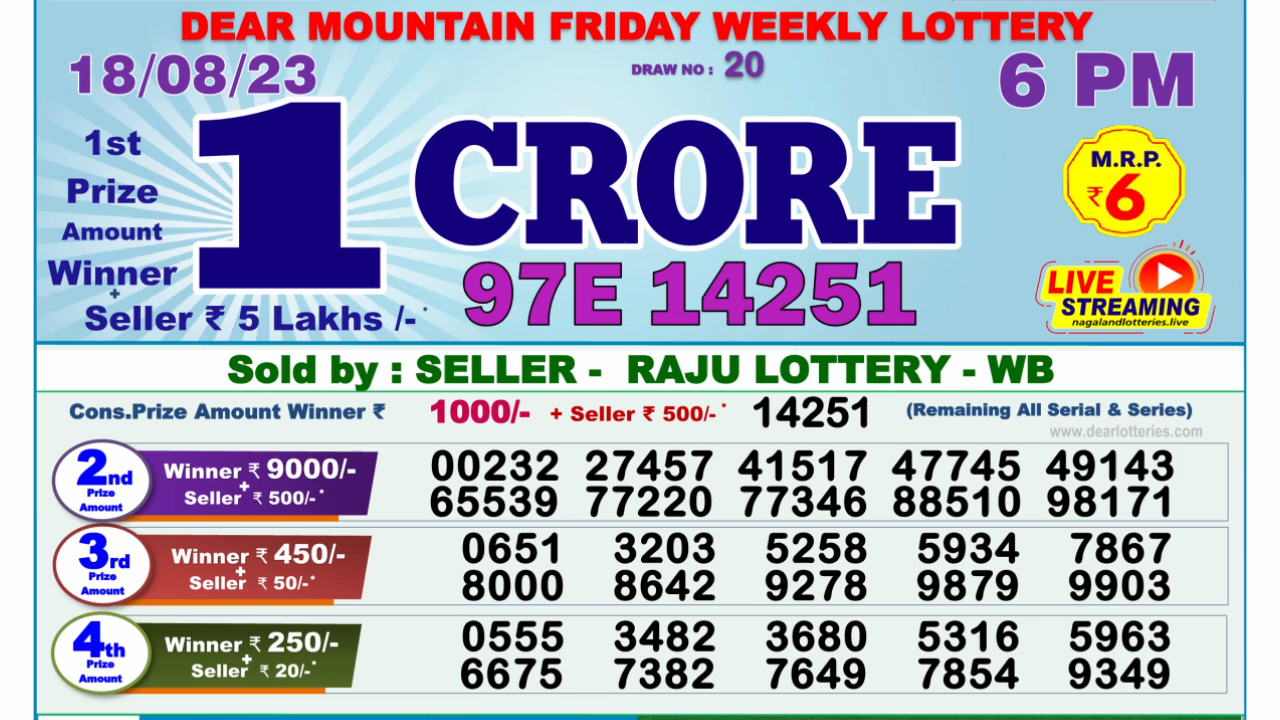 DEAR MOUNTAIN FRIDAY WEEKLY LOTTERY
18/08/23
DRAW NO : 20
6 PM
1st
Prize
Amount
Winner
+
Seller ₹ 5 Lakhs /- *
1 CRORE
97E 14251
M.R.P.
₹6
LIVE
STREAMING
nagalandlotteries.live
Sold by : SELLER - RAJU LOTTERY - WB
Cons.Prize Amount Winner ₹ 1000/- + Seller ₹ 500/- * 14251 (Remaining All Serial & Series)
www.dearlotteries.com
2nd
Prize
Amount
Winner ₹ 9000/-
+
Seller ₹ 500/- *
00232 27457 41517 47745 49143
65539 77220 77346 88510 98171
3rd
Prize
Amount
Winner ₹ 450/-
+
Seller ₹ 50/- *
0651 3203 5258 5934 7867
8000 8642 9278 9879 9903
4th
Prize
Amount
Winner ₹ 250/-
+
Seller ₹ 20/- *
0555 3482 3680 5316 5963
6675 7382 7649 7854 9349